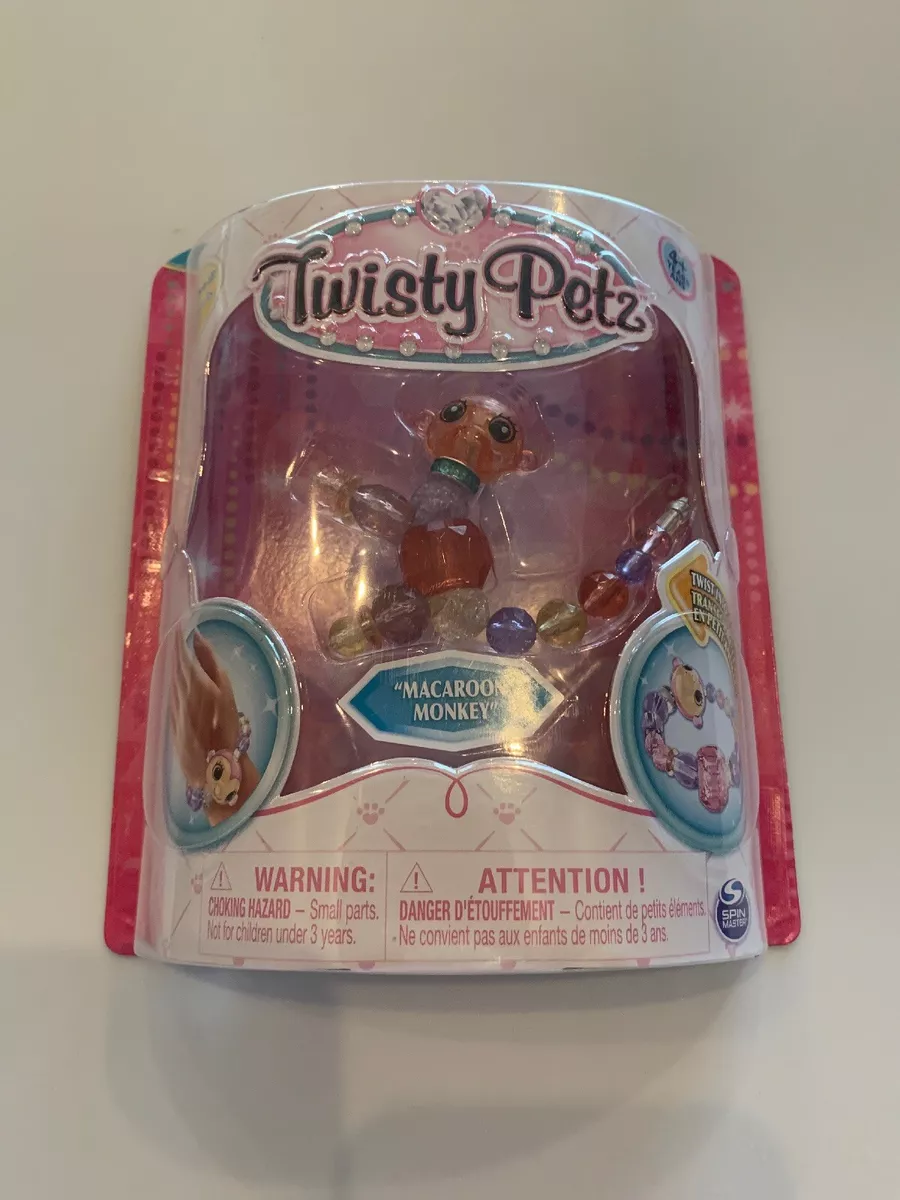 Twisty Petz
"MACAROON
MONKEY"
TWIST
WARNING:
CHOKING HAZARD – Small parts.
Not for children under 3 years.
ATTENTION !
DANGER D'ÉTOUFFEMENT – Contient de petits éléments.
Ne convient pas aux enfants de moins de 3 ans.
SPIN
MASTER